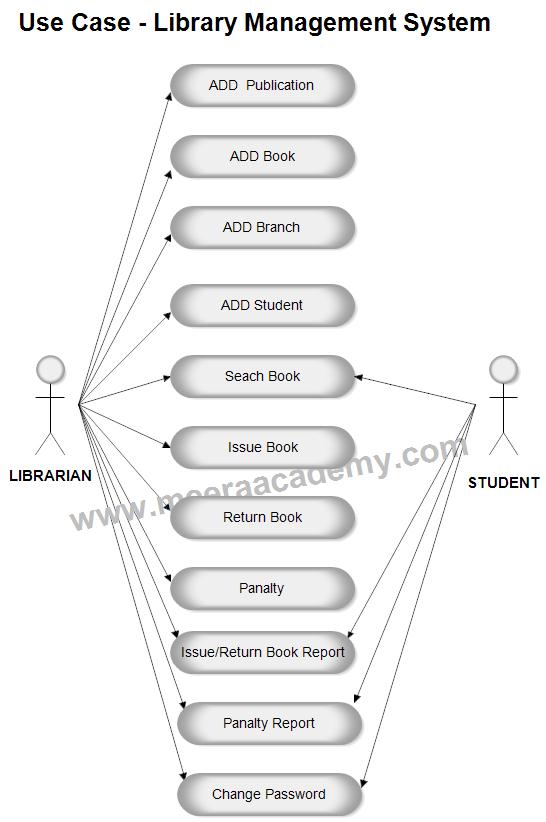 Use Case - Library Management System
ADD  Publication
ADD Book
ADD Branch
ADD Student
Seach Book
Issue Book
LIBRARIAN
STUDENT
www.meeraacademy.com
Return Book
Panalty
Issue/Return Book Report
Panalty Report
Change Password